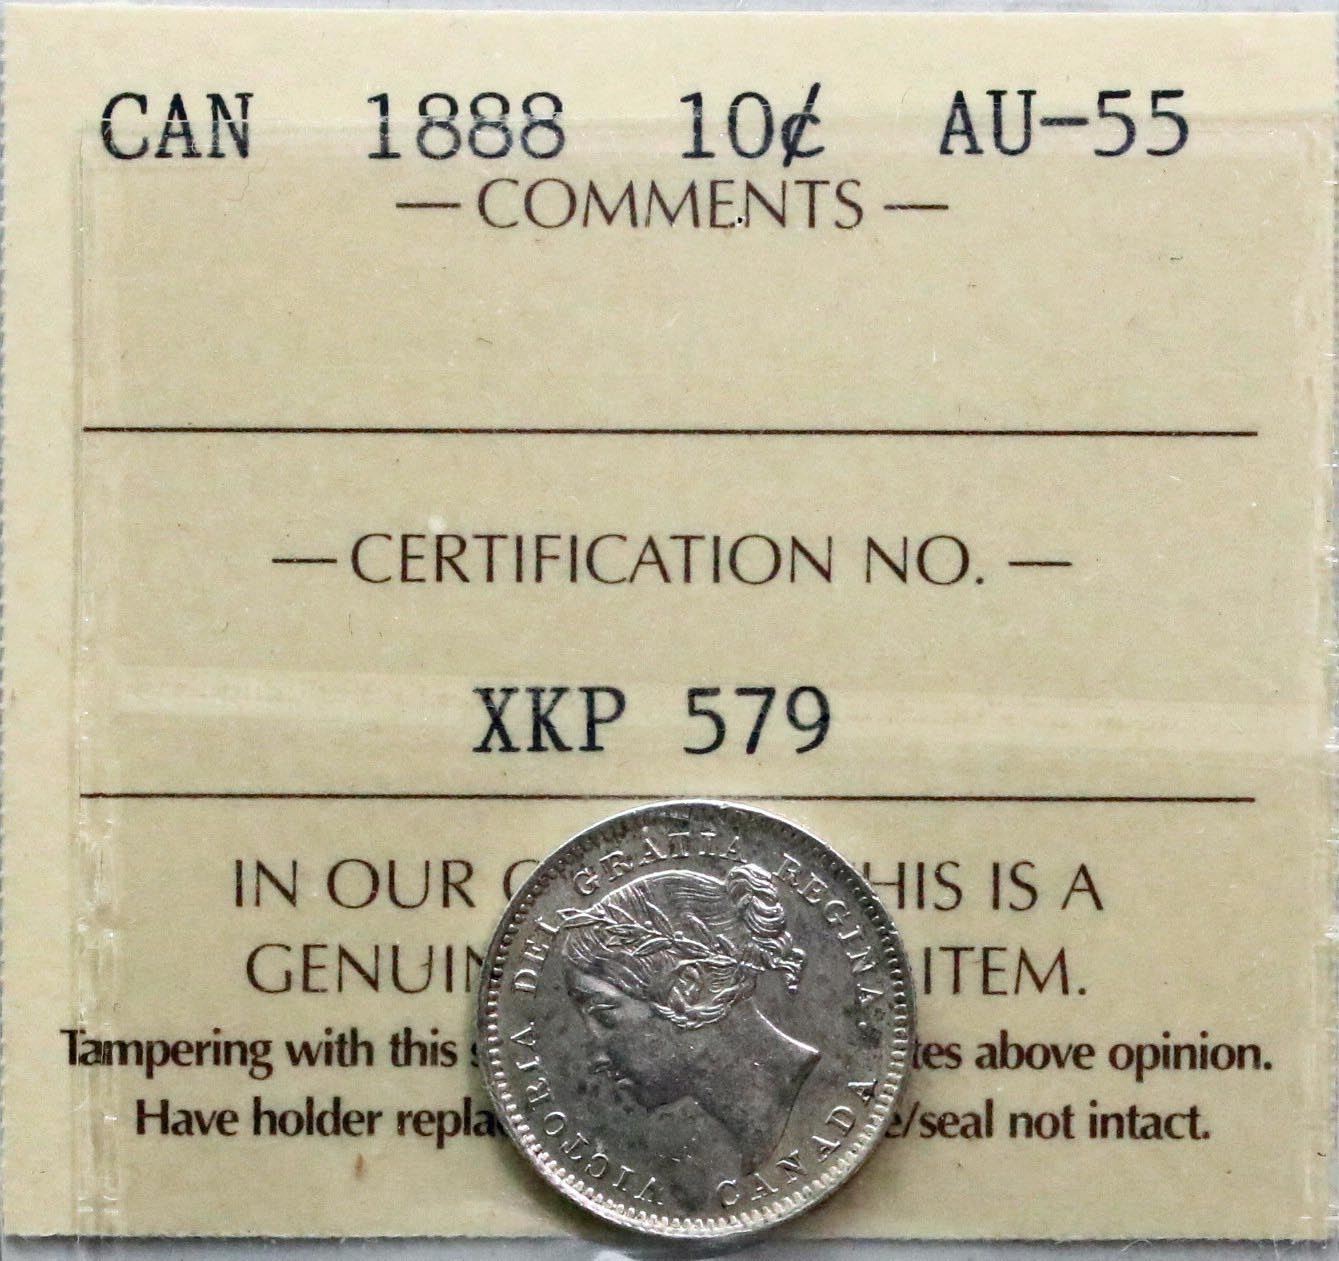 CAN 1888 10¢ AU-55
— COMMENTS —
— CERTIFICATION NO. —
XKP 579
IN OUR HIS IS A
GENUIN ITEM.
Tampering with this tes above opinion.
Have holder repla e/seal not intact.
VICTORIA DEI GRATIA REGINA.
CANADA